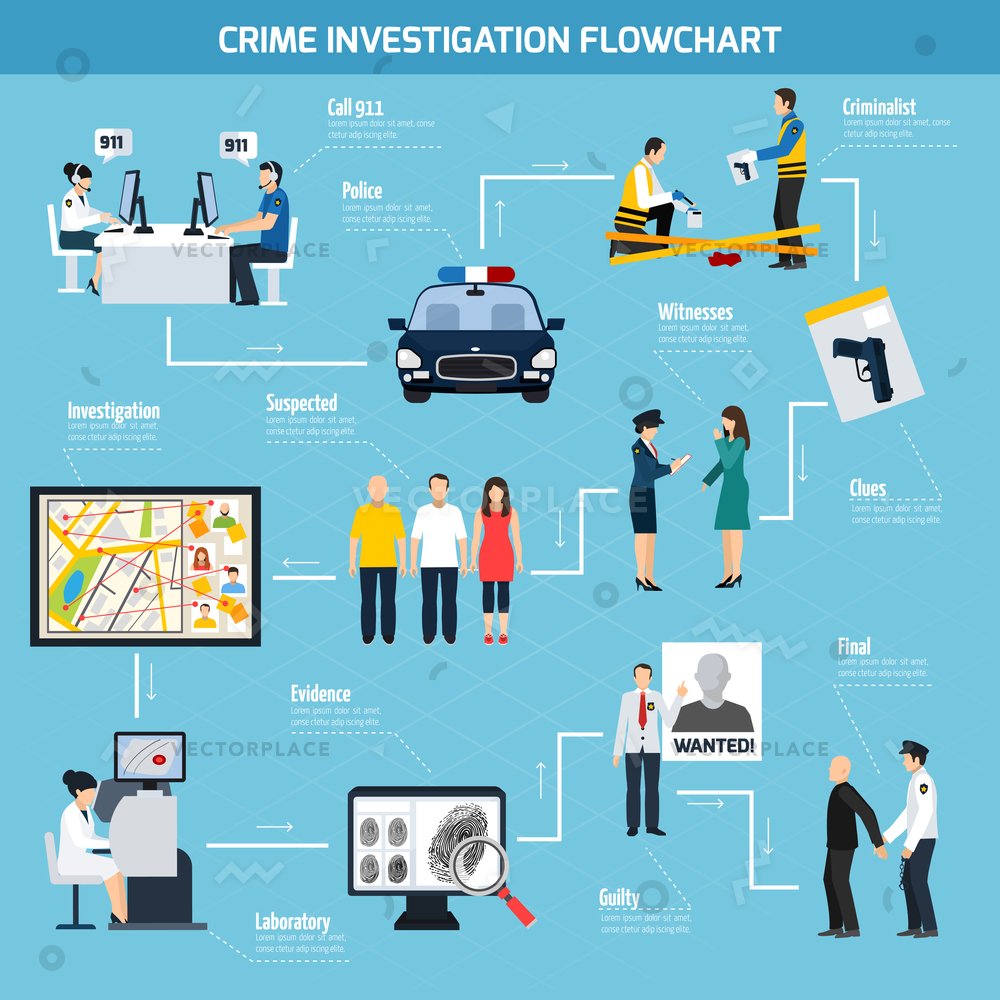 CRIME INVESTIGATION FLOWCHART
Call 911
Lorem ipsum dolor sit amet, conse
ctetur adip iscing elite.
911
911
Police
Lorem ipsum dolor sit amet,
conse ctetur adip iscing elite.
Criminalist
Lorem ipsum dolor sit amet, conse
ctetur adip iscing elite.
VECTORPLACE
VECTORPLACE
Witnesses
Lorem ipsum dolor sit amet,
conse ctetur adip iscing elite.
Investigation
Lorem ipsum dolor sit amet,
conse ctetur adip iscing elite.
Suspected
Lorem ipsum dolor sit amet,
conse ctetur adip iscing elite.
Clues
Lorem ipsum dolor sit amet,
conse ctetur adip iscing elite.
VECTORPLACE
Evidence
Lorem ipsum dolor sit amet,
conse ctetur adip iscing elite.
Final
Lorem ipsum dolor sit amet,
conse ctetur adip iscing elite.
WANTED!
VECTORPLACE
VECTORPLACE
Laboratory
Lorem ipsum dolor sit amet,
conse ctetur adip iscing elite.
Guilty
Lorem ipsum dolor sit amet,
conse ctetur adip iscing elite.